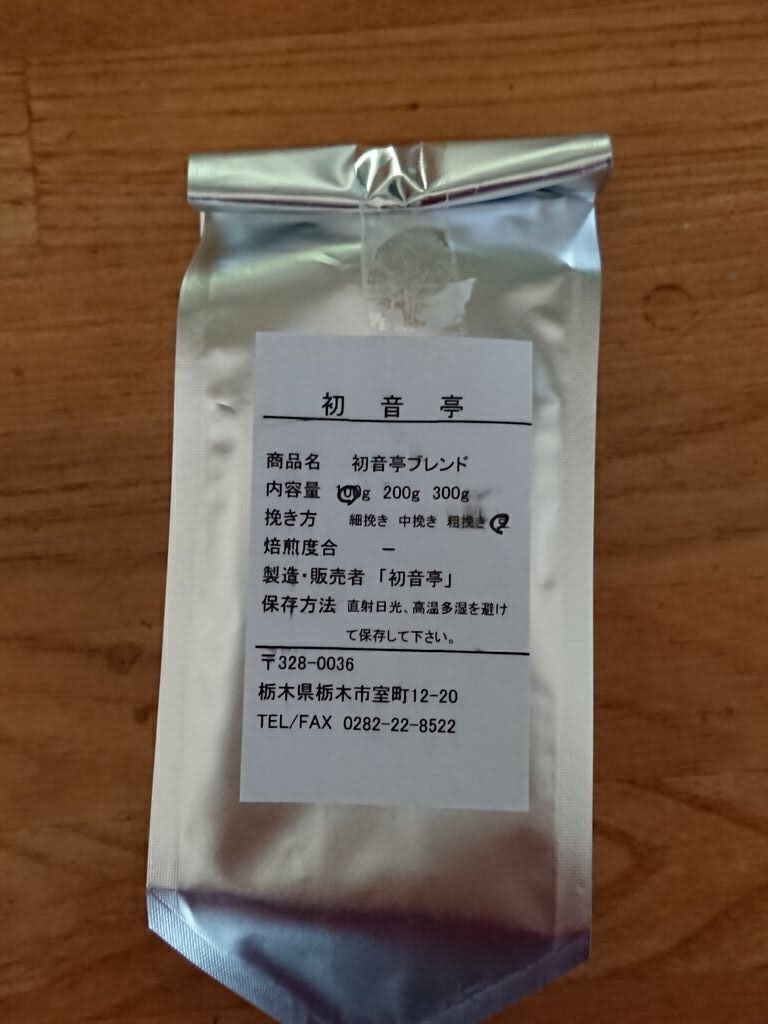 初音亭
商品名 初音亭ブレンド
内容量 100g 200g 300g
挽き方 細挽き 中挽き 粗挽き 豆
焙煎度合 ー
製造・販売者 「初音亭」
保存方法 直射日光、高温多湿を避け
て保存して下さい。
〒328-0036
栃木県栃木市室町12-20
TEL/FAX 0282-22-8522